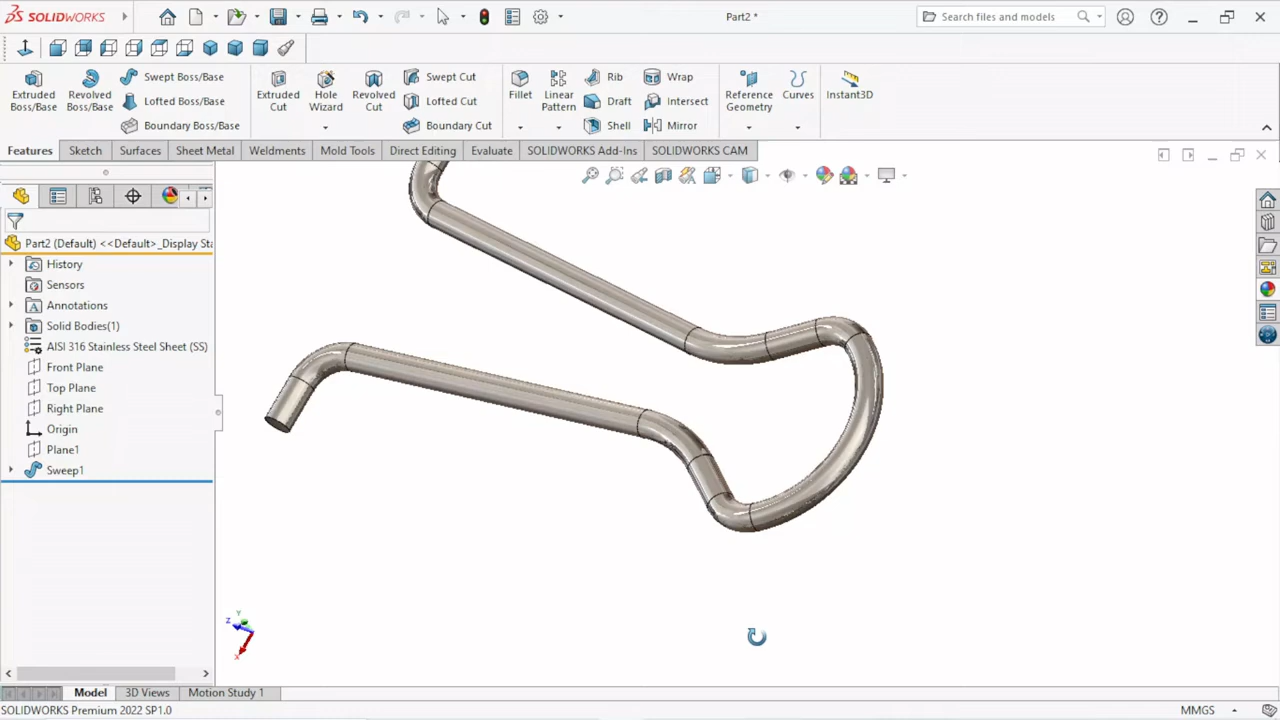 SOLIDWORKS
Part2 *
Search files and models
Extruded Boss/Base
Revolved Boss/Base
Swept Boss/Base
Lofted Boss/Base
Boundary Boss/Base
Extruded Cut
Hole Wizard
Revolved Cut
Swept Cut
Lofted Cut
Boundary Cut
Fillet
Linear Pattern
Rib
Draft
Shell
Wrap
Intersect
Mirror
Reference Geometry
Curves
Instant3D
Features Sketch Surfaces Sheet Metal Weldments Mold Tools Direct Editing Evaluate SOLIDWORKS Add-Ins SOLIDWORKS CAM
Part2 (Default) <<Default>_Display Sta
History
Sensors
Annotations
Solid Bodies(1)
AISI 316 Stainless Steel Sheet (SS)
Front Plane
Top Plane
Right Plane
Origin
Plane1
Sweep1
Y
Z
X
Model 3D Views Motion Study 1
SOLIDWORKS Premium 2022 SP1.0
MMGS